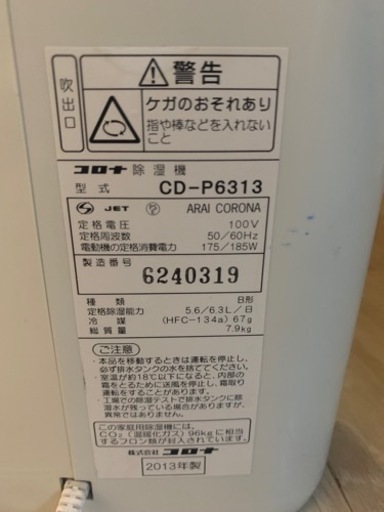 吹出口
警告
ケガのおそれあり
指や棒などを入れない
こと
コロナ 除湿機
型式 CD-P6313
JET ARAI CORONA
定格電圧 100V
定格周波数 50/60Hz
電動機の定格消費電力 175/185W
製造番号
6240319
種類 日形
定格除湿能力 5.6/6.3L/日
冷媒 (HFC-134a) 67g
総質量 7.9kg
ご注意
・本品を移動するときは運転を停止し、
必ず排水タンクの水を捨ててください。
・室温が約18℃以下になると、内部の
霜をとるために送風を停止し、霜取り
運転をします。
・工場での除湿テストで排水タンクに除
湿水が残っている場合がありますが、
異常ではありません。
この家庭用除湿機には、
CO₂(温暖化ガス)96kgに相当
するフロン類が封入されています。
株式会社 コロナ
2013年製